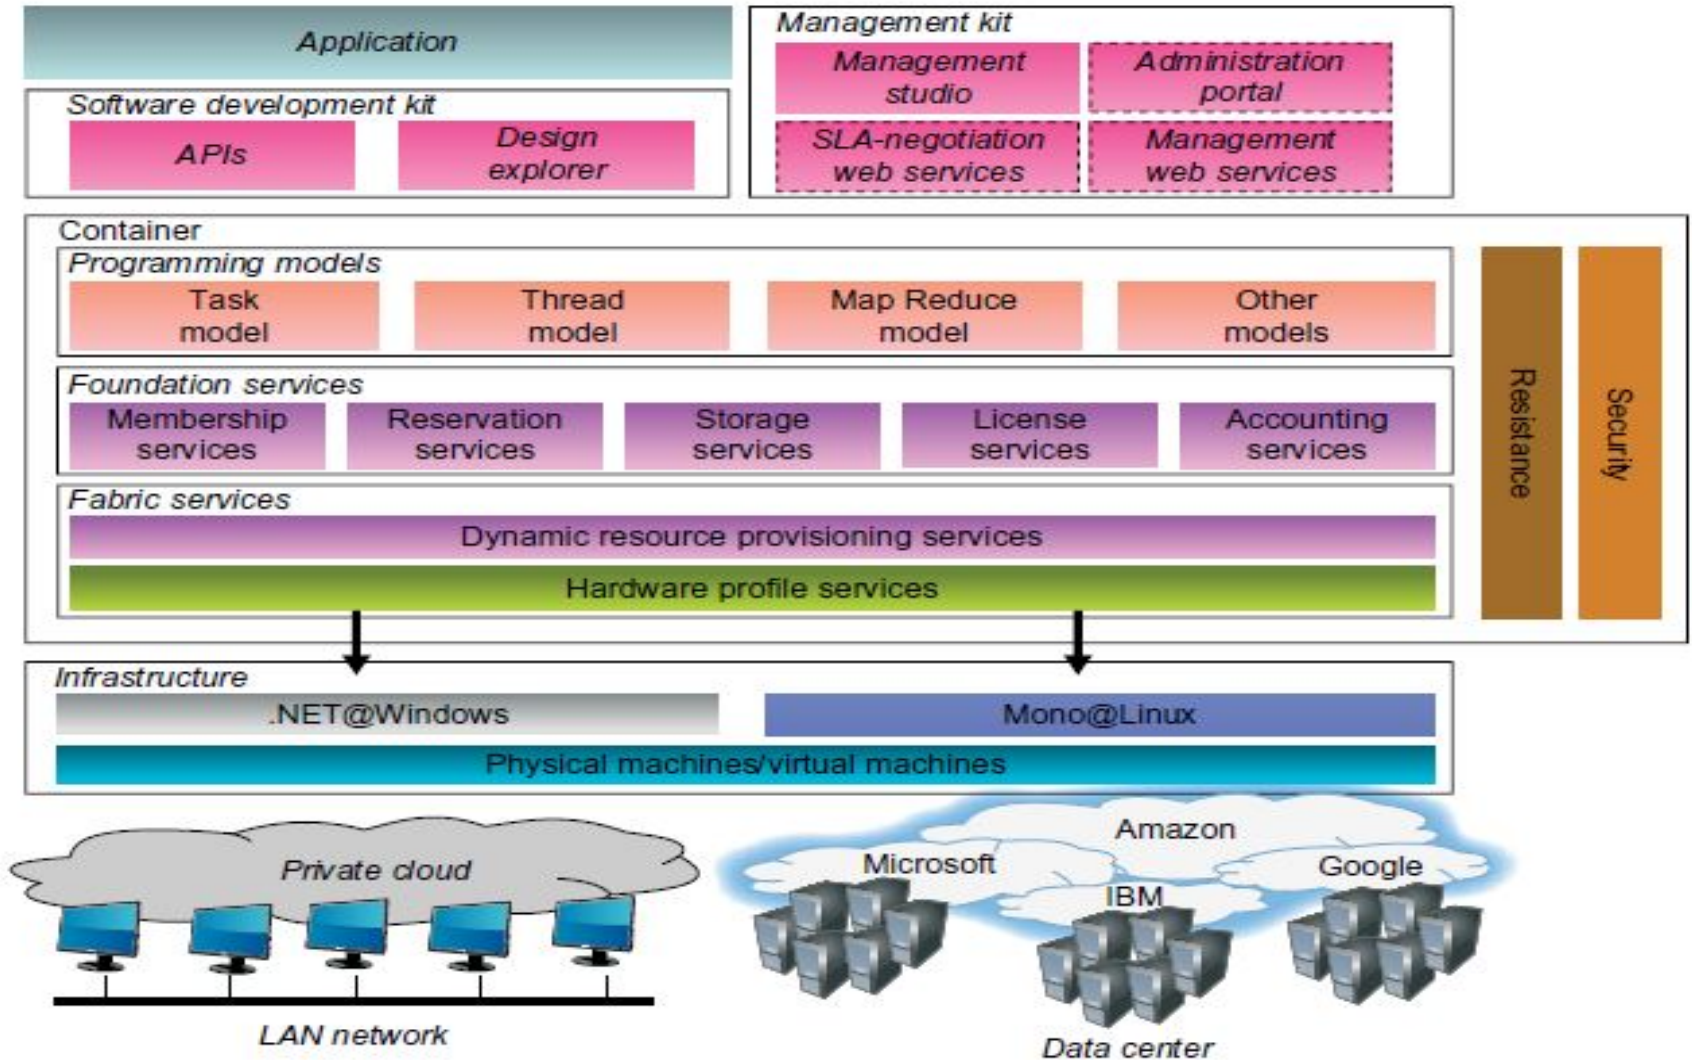 Application
Software development kit
APIs
Design
explorer
Management kit
Management
studio
Administration
portal
SLA-negotiation
web services
Management
web services
Container
Programming models
Task
model
Thread
model
Map Reduce
model
Other
models
Foundation services
Membership
services
Reservation
services
Storage
services
License
services
Accounting
services
Fabric services
Dynamic resource provisioning services
Hardware profile services
Resistance
Security
Infrastructure
.NET@Windows
Mono@Linux
Physical machines/virtual machines
Private cloud
LAN network
Amazon
Microsoft
Google
IBM
Data center